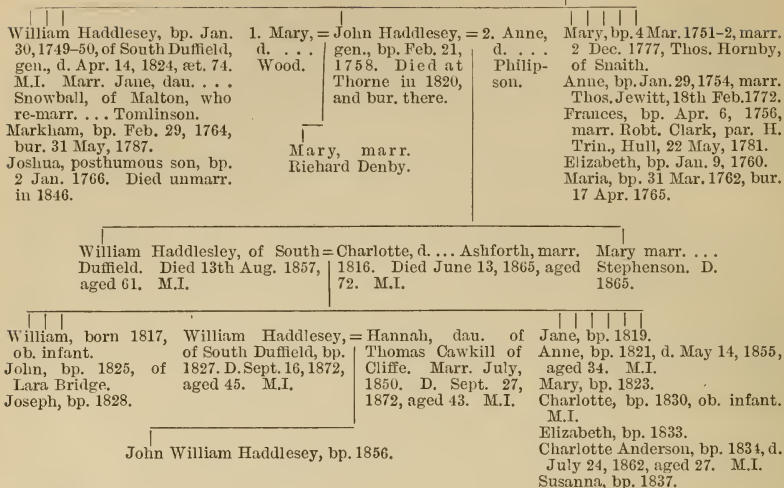 William Haddlesey, bp. Jan.
30, 1749–50, of South Duffield,
gen., d. Apr. 14, 1824, æt. 74.
M.I. Marr. Jane, dau. . . .
Snowball, of Malton, who
re-marr. . . . Tomlinson.
Markham, bp. Feb. 29, 1764,
bur. 31 May, 1787.
Joshua, posthumous son, bp.
2 Jan. 1766. Died unmarr.
in 1846.
1. Mary,
d. . . .
Wood.
= John Haddlesey, =
gen., bp. Feb. 21,
1758. Died at
Thorne in 1820,
and bur. there.
2. Anne,
d. . . .
Philip-
son.
Mary, bp. 4 Mar. 1751–2, marr.
2 Dec. 1777, Thos. Hornby,
of Snaith.
Anne, bp. Jan. 29, 1754, marr.
Thos. Jewitt, 18th Feb. 1772.
Frances, bp. Apr. 6, 1756,
marr. Robt. Clark, par. H.
Trin., Hull, 22 May, 1781.
Elizabeth, bp. Jan. 9, 1760.
Maria, bp. 31 Mar. 1762, bur.
17 Apr. 1765.
Mary, marr.
Richard Denby.
William Haddlesley, of South
Duffield. Died 13th Aug. 1857,
aged 61. M.I.
= Charlotte, d. . . . Ashforth, marr.
1816. Died June 13, 1865, aged
72. M.I.
Mary marr. . . .
Stephenson. D.
1865.
William, born 1817,
ob. infant.
John, bp. 1825, of
Lara Bridge.
Joseph, bp. 1828.
William Haddlesey,
of South Duffield, bp.
1827. D. Sept. 16, 1872,
aged 45. M.I.
= Hannah, dau. of
Thomas Cawkill of
Cliffe. Marr. July,
1850. D. Sept. 27,
1872, aged 43. M.I.
Jane, bp. 1819.
Anne, bp. 1821, d. May 14, 1855,
aged 34. M.I.
Mary, bp. 1823.
Charlotte, bp. 1830, ob. infant.
M.I.
Elizabeth, bp. 1833.
Charlotte Anderson, bp. 1834, d.
July 24, 1862, aged 27. M.I.
Susanna, bp. 1837.
John William Haddlesey, bp. 1856.